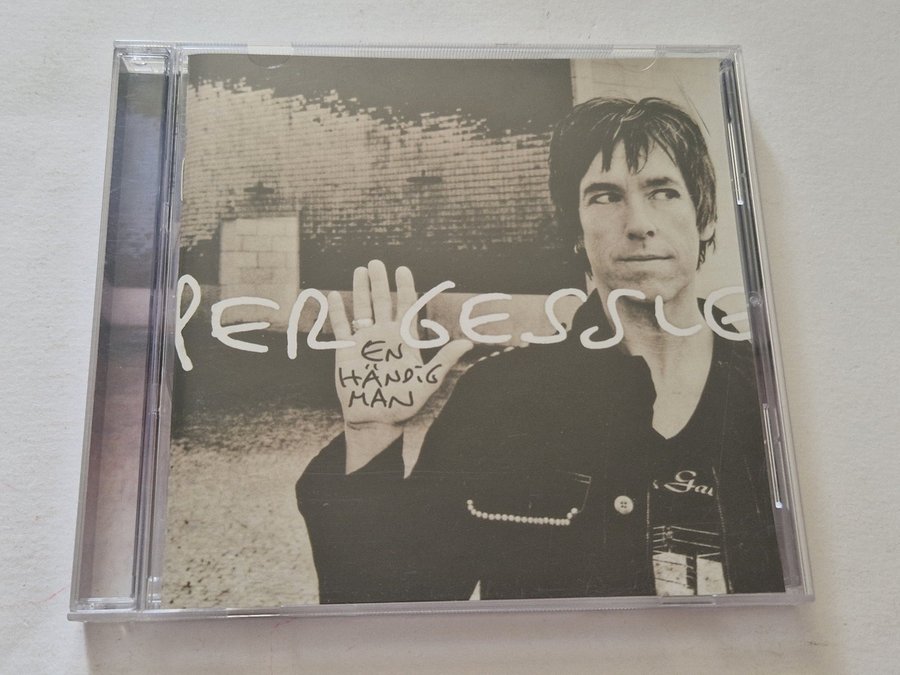 PER GESSLE
EN
HÄNDIG
MAN